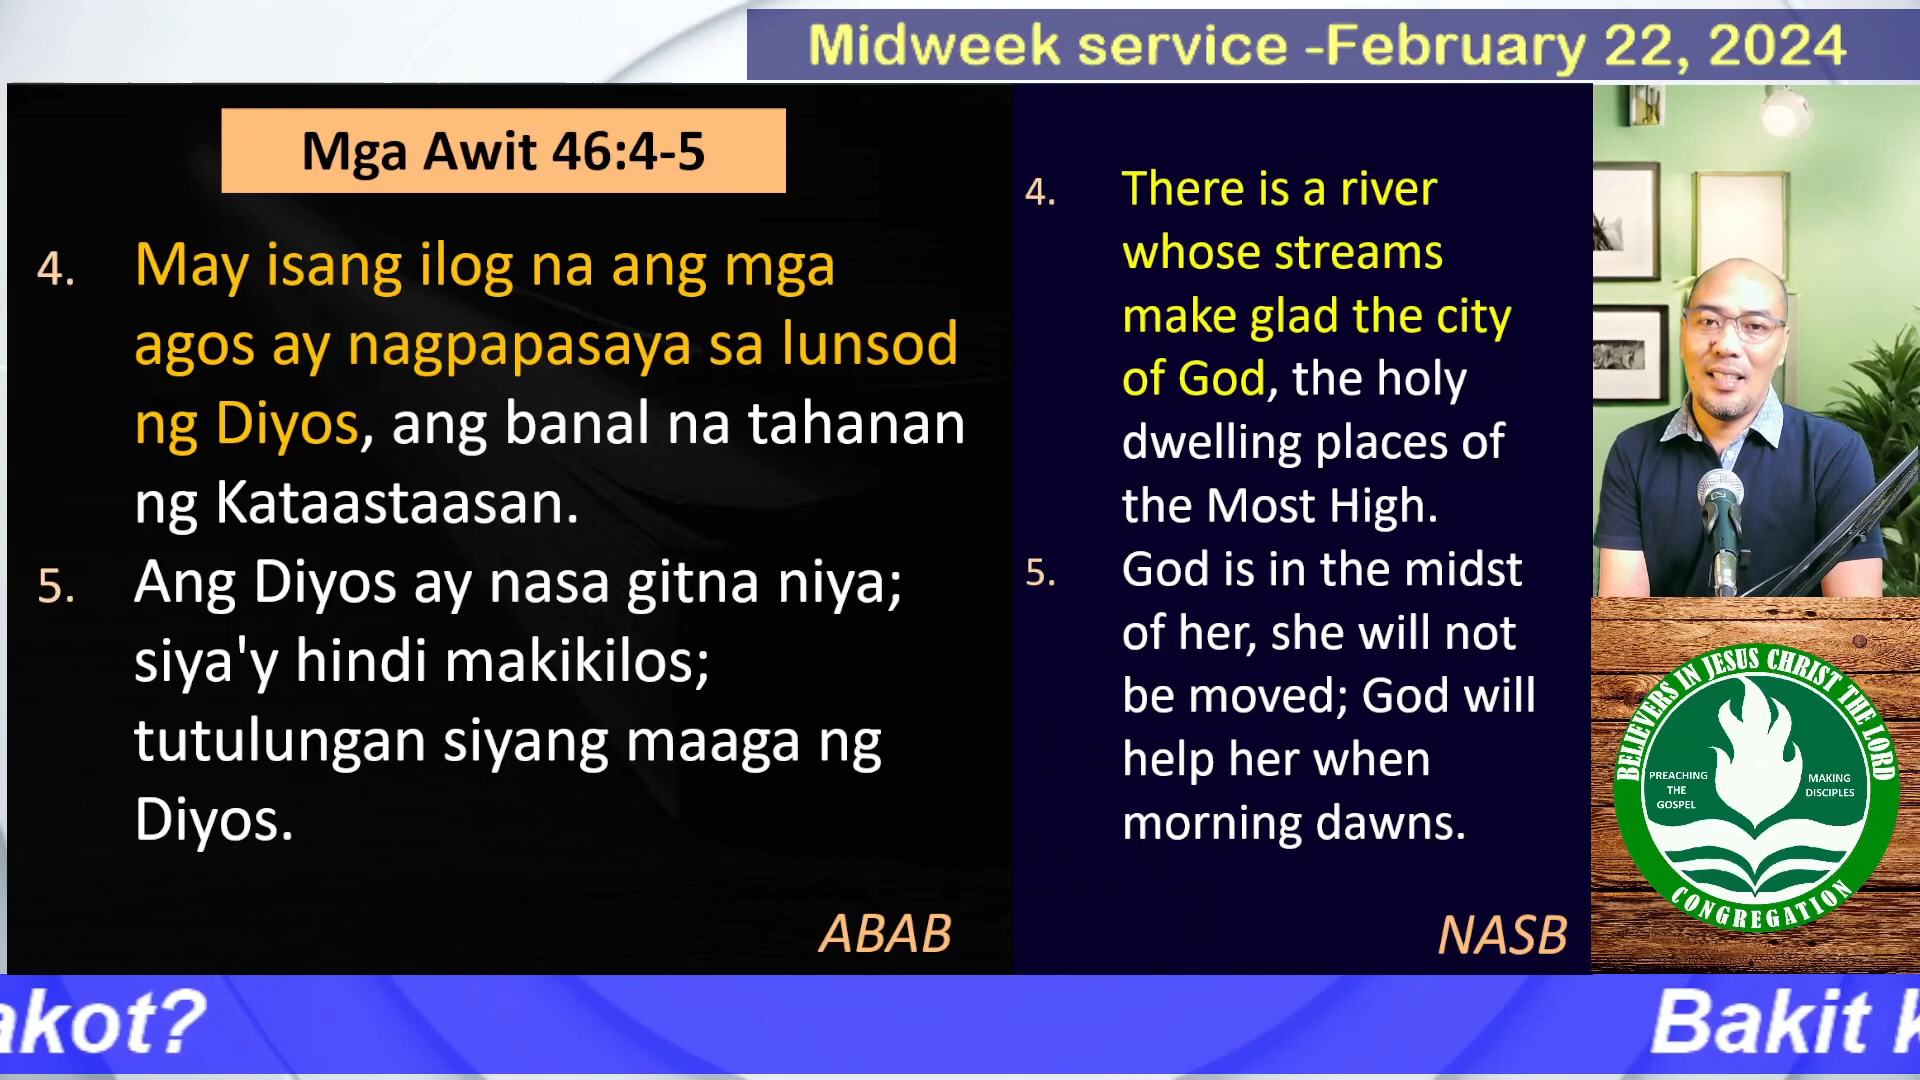 Midweek service -February 22, 2024
Mga Awit 46:4-5
4. May isang ilog na ang mga
agos ay nagpapasaya sa lunsod
ng Diyos, ang banal na tahanan
ng Kataastaasan.
5. Ang Diyos ay nasa gitna niya;
siya'y hindi makikilos;
tutulungan siyang maaga ng
Diyos.
ABAB
4. There is a river
whose streams
make glad the city
of God, the holy
dwelling places of
the Most High.
5. God is in the midst
of her, she will not
be moved; God will
help her when
morning dawns.
NASB
BELIEVERS IN JESUS CHRIST THE LORD
PREACHING
THE
GOSPEL
MAKING
DISCIPLES
CONGREGATION
akot?
Bakit k